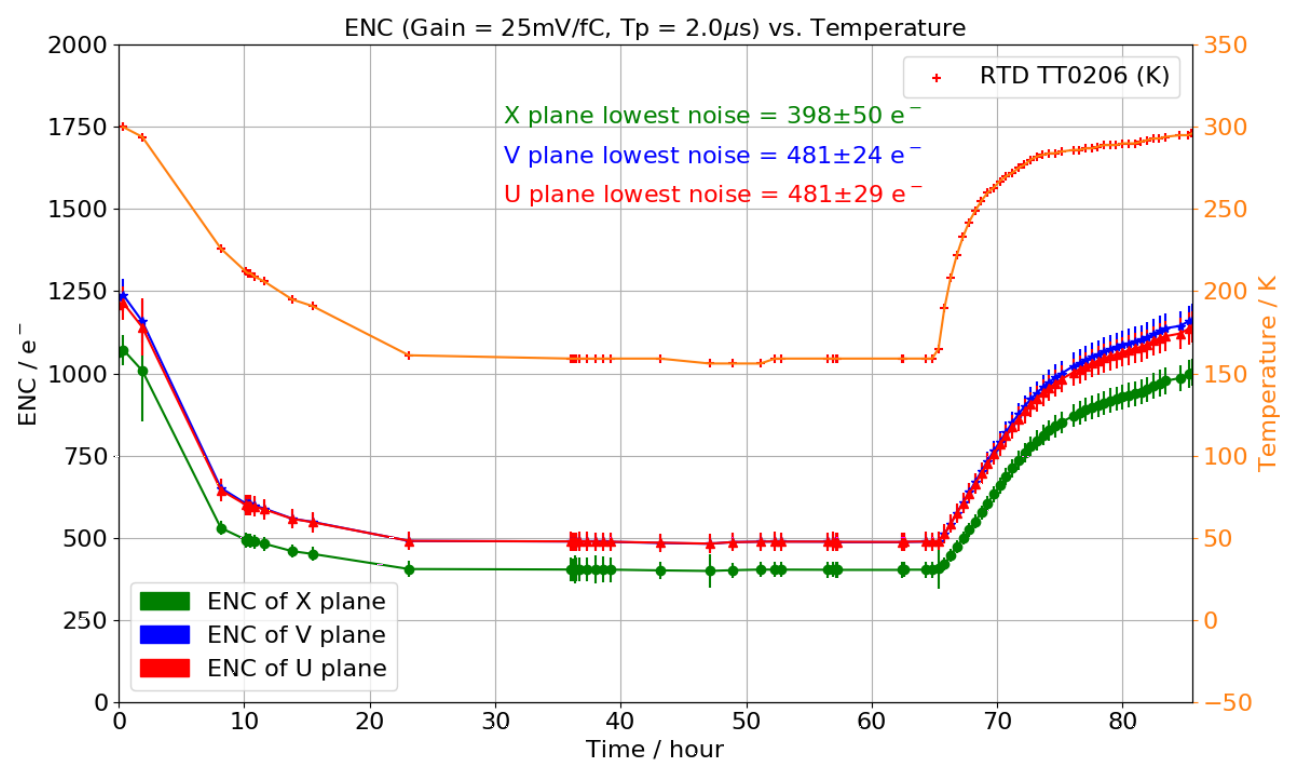 ENC (Gain = 25mV/fC, Tp = 2.0μs) vs. Temperature
RTD TT0206 (K)
X plane lowest noise = 398±50 e⁻
V plane lowest noise = 481±24 e⁻
U plane lowest noise = 481±29 e⁻
ENC / e⁻
2000
1750
1500
1250
1000
750
500
250
0
350
300
250
200
150
100
50
0
−50
Temperature / K
ENC of X plane
ENC of V plane
ENC of U plane
0 10 20 30 40 50 60 70 80
Time / hour